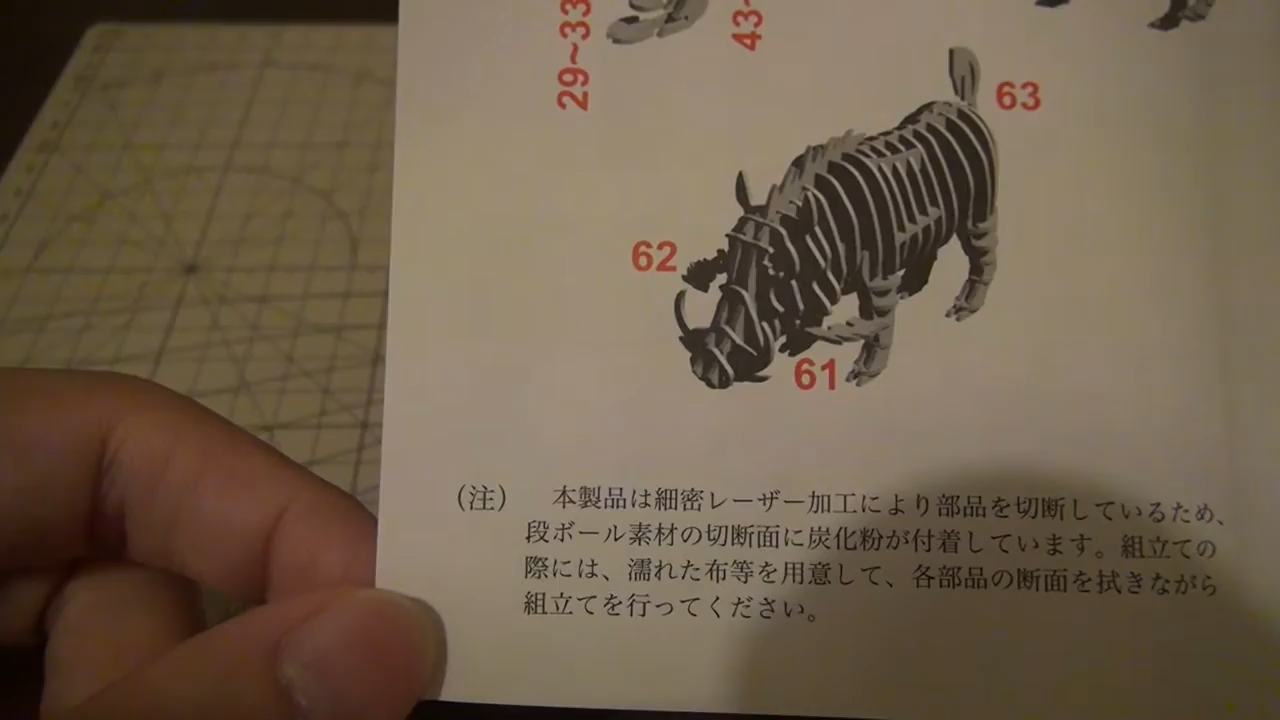 29~33
43~
63
62
61
(注) 本製品は細密レーザー加工により部品を切断しているため、
段ボール素材の切断面に炭化粉が付着しています。組立ての
際には、濡れた布等を用意して、各部品の断面を拭きながら
組立てを行ってください。